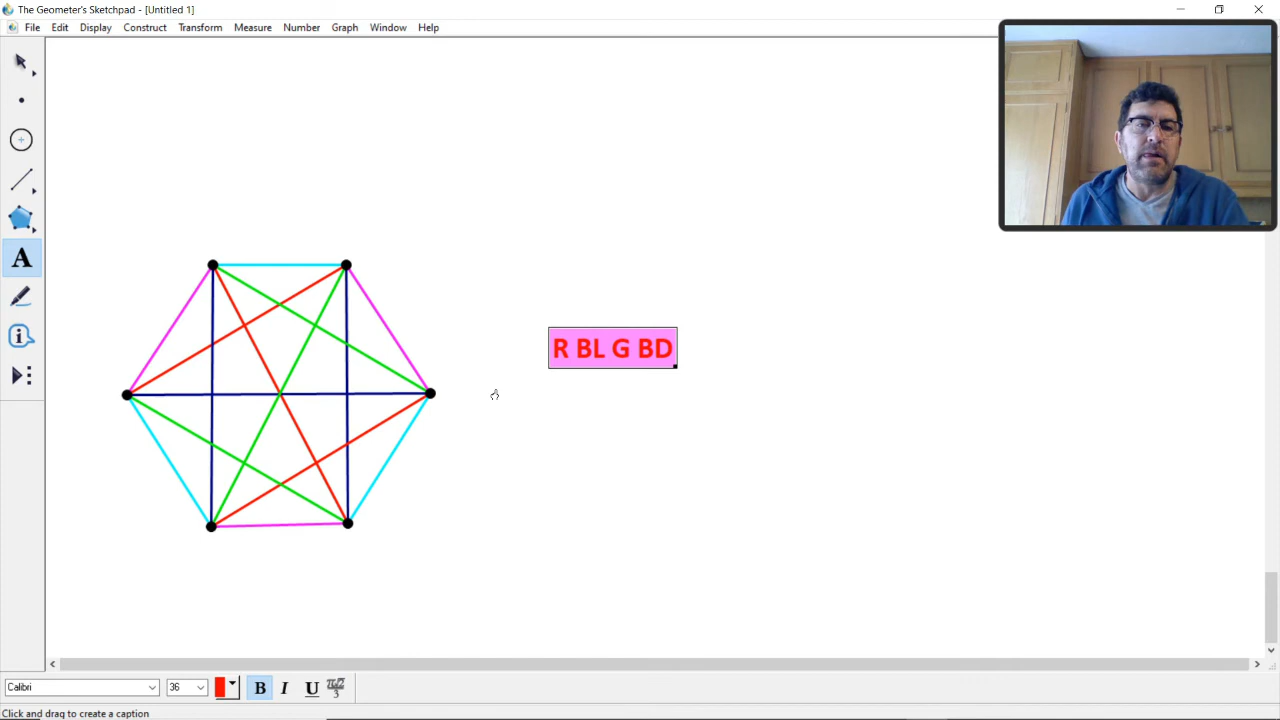 The Geometer's Sketchpad - [Untitled 1]
File Edit Display Construct Transform Measure Number Graph Window Help
A
R BL G BD
Calibri 36 B I U
Click and drag to create a caption